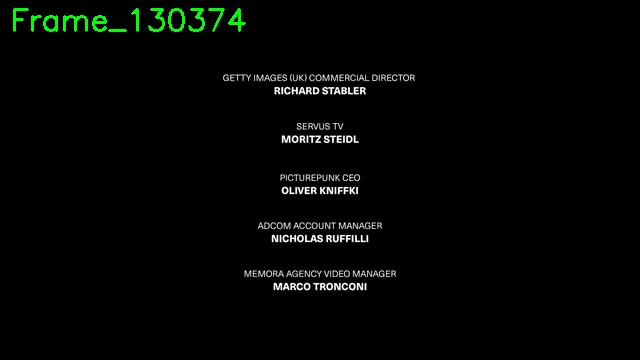 Frame_130374
GETTY IMAGES (UK) COMMERCIAL DIRECTOR
RICHARD STABLER
SERVUS TV
MORITZ STEIDL
PICTUREPUNK CEO
OLIVER KNIFFKI
ADCOM ACCOUNT MANAGER
NICHOLAS RUFFILLI
MEMORA AGENCY VIDEO MANAGER
MARCO TRONCONI